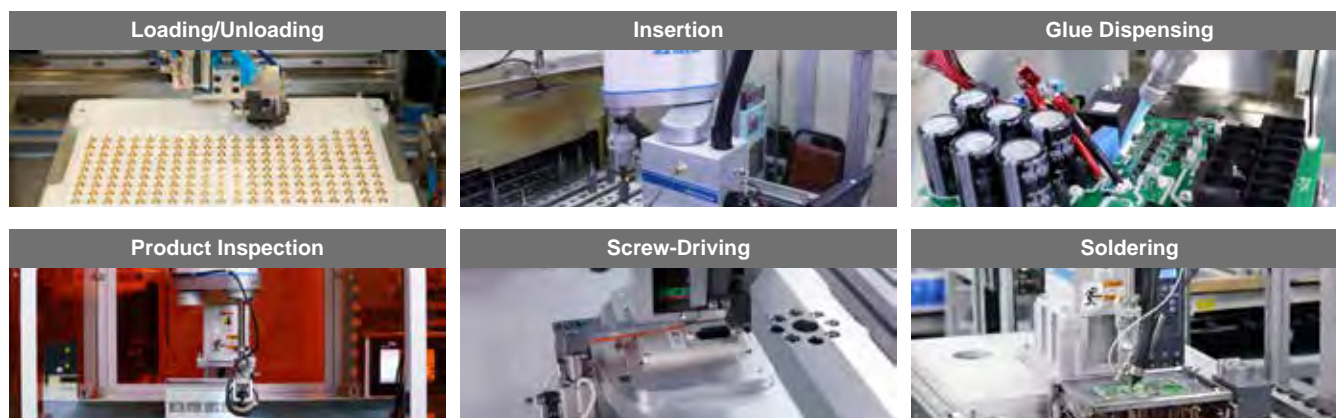 Loading/Unloading
Insertion
Glue Dispensing
Product Inspection
Screw-Driving
Soldering